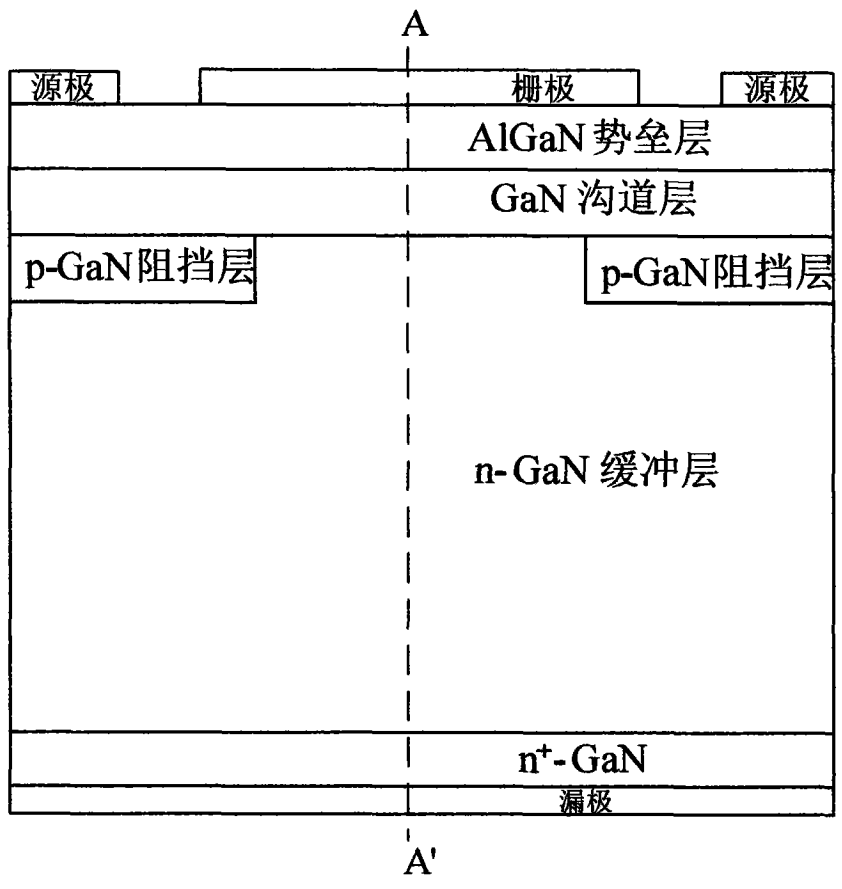 A
源极 栅极 源极
AlGaN 势垒层
GaN 沟道层
p-GaN阻挡层 p-GaN阻挡层
n-GaN 缓冲层
n⁺-GaN
漏极
A'